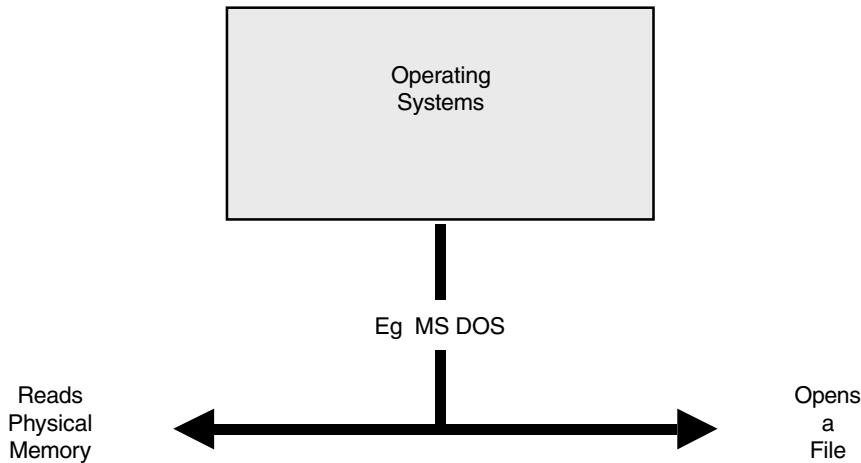 Operating
Systems
Eg MS DOS
Reads
Physical
Memory
Opens
a
File